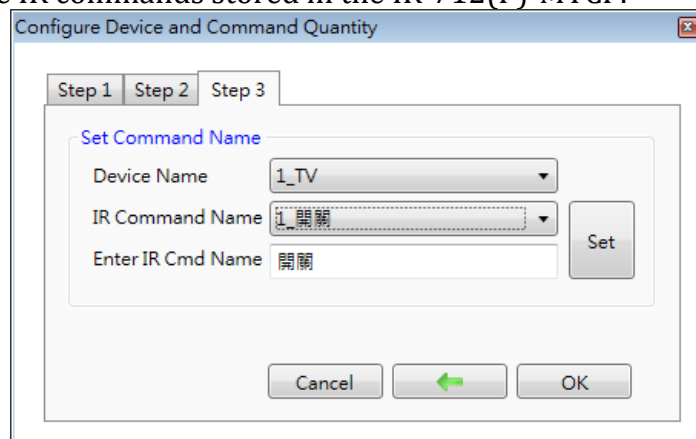 e IR commands stored in the IR-712(P)-MTCP.
Configure Device and Command Quantity
Step 1 Step 2 Step 3
Set Command Name
Device Name 1_TV
IR Command Name 1_開關
Set
Enter IR Cmd Name 開關
Cancel OK